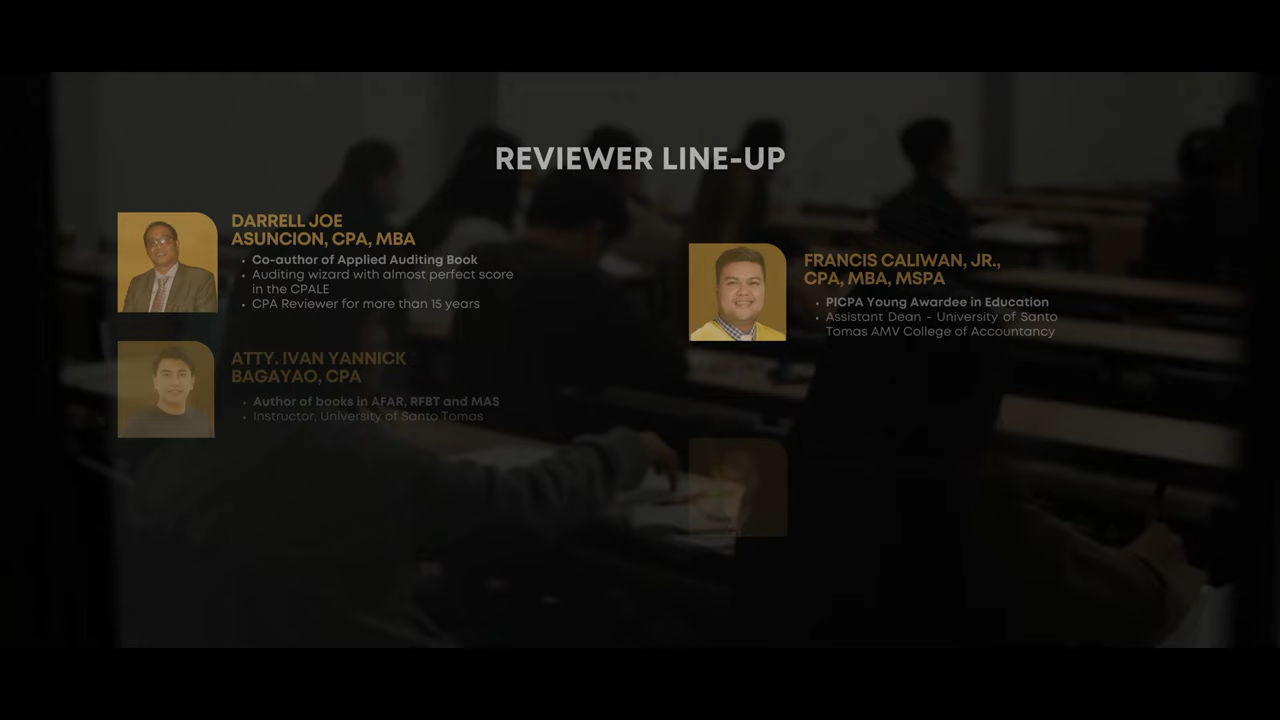 REVIEWER LINE-UP
DARRELL JOE
ASUNCION, CPA, MBA
• Co-author of Applied Auditing Book
• Auditing wizard with almost perfect score
in the CPALE
• CPA Reviewer for more than 15 years
ATTY. IVAN YANNICK
BAGAYAO, CPA
• Author of books in AFAR, RFBT and MAS
• Instructor, University of Santo Tomas
FRANCIS CALIWAN, JR.,
CPA, MBA, MSPA
• PICPA Young Awardee in Education
• Assistant Dean - University of Santo
Tomas AMV College of Accountancy